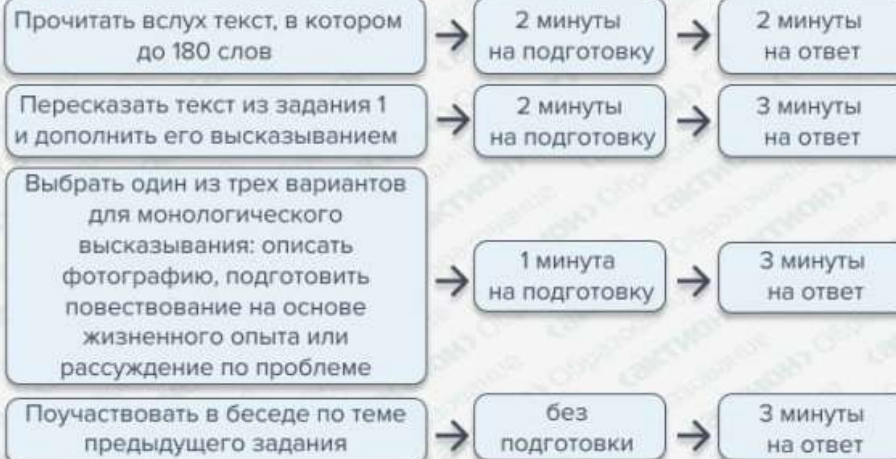 Прочитать вслух текст, в котором
до 180 слов
2 минуты
на подготовку
2 минуты
на ответ
Пересказать текст из задания 1
и дополнить его высказыванием
2 минуты
на подготовку
3 минуты
на ответ
Выбрать один из трех вариантов
для монологического
высказывания: описать
фотографию, подготовить
повествование на основе
жизненного опыта или
рассуждение по проблеме
1 минута
на подготовку
3 минуты
на ответ
Поучаствовать в беседе по теме
предыдущего задания
без
подготовки
3 минуты
на ответ